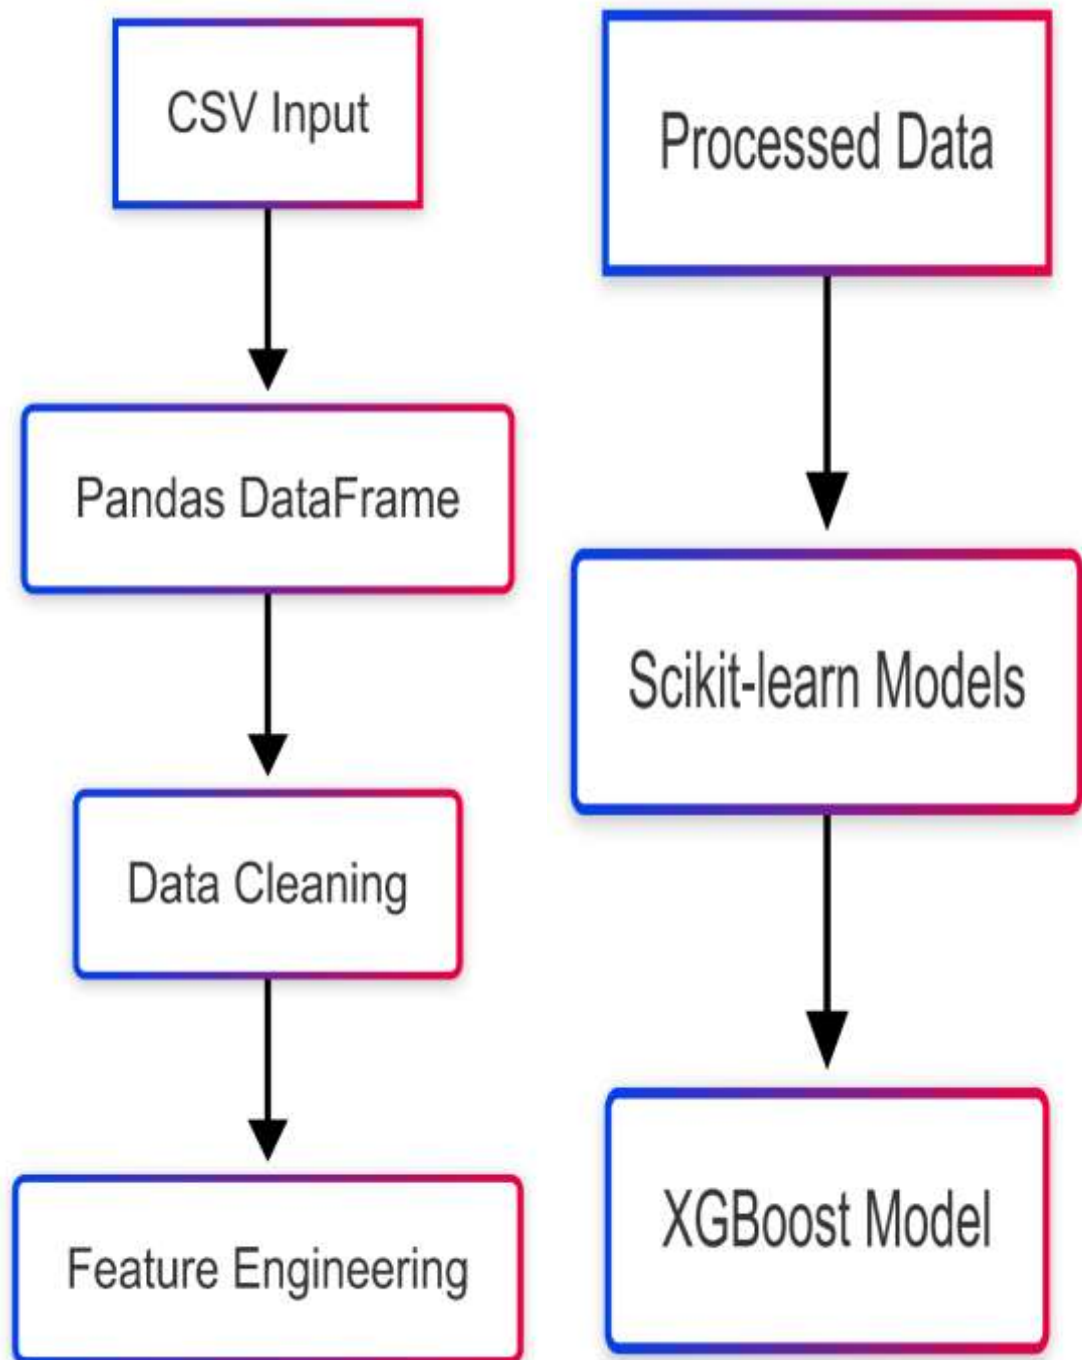 CSV Input
Pandas DataFrame
Data Cleaning
Feature Engineering
Processed Data
Scikit-learn Models
XGBoost Model